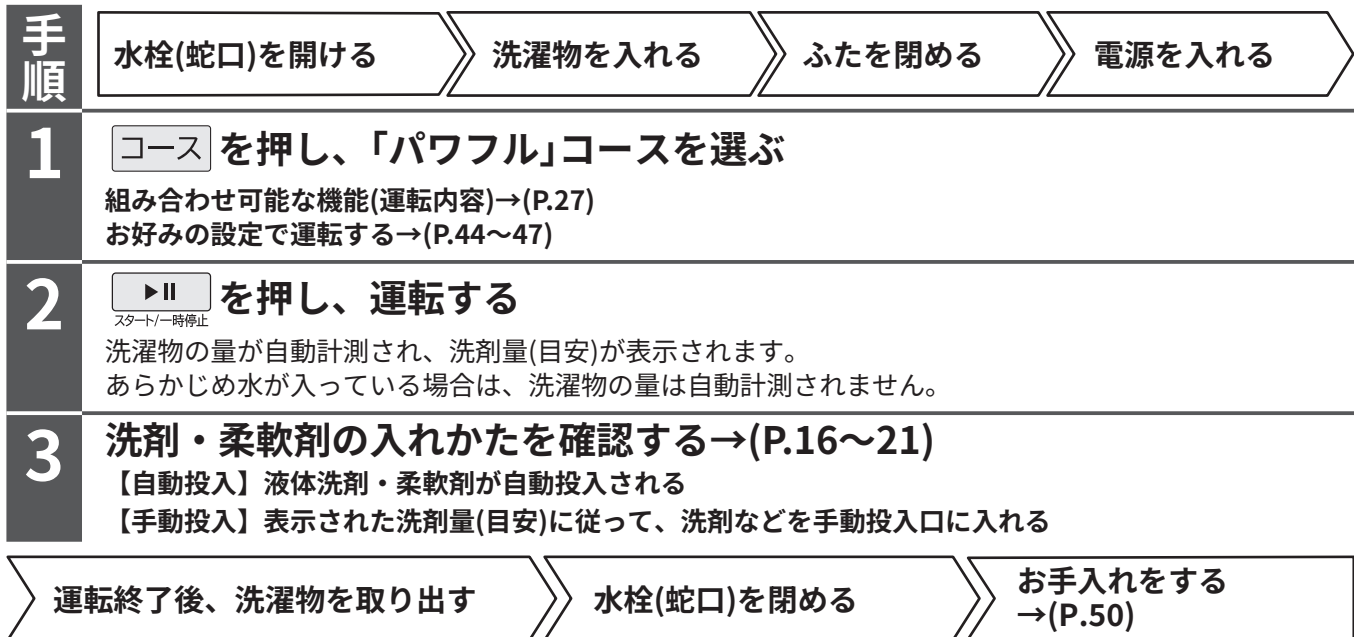 手順
水栓(蛇口)を開ける
洗濯物を入れる
ふたを閉める
電源を入れる
1
コース を押し、「パワフル」コースを選ぶ
組み合わせ可能な機能(運転内容)→(P.27)
お好みの設定で運転する→(P.44〜47)
2
▶II を押し、運転する
スタート/一時停止
洗濯物の量が自動計測され、洗剤量(目安)が表示されます。
あらかじめ水が入っている場合は、洗濯物の量は自動計測されません。
3
洗剤・柔軟剤の入れかたを確認する→(P.16〜21)
【自動投入】液体洗剤・柔軟剤が自動投入される
【手動投入】表示された洗剤量(目安)に従って、洗剤などを手動投入口に入れる
運転終了後、洗濯物を取り出す
水栓(蛇口)を閉める
お手入れをする
→(P.50)